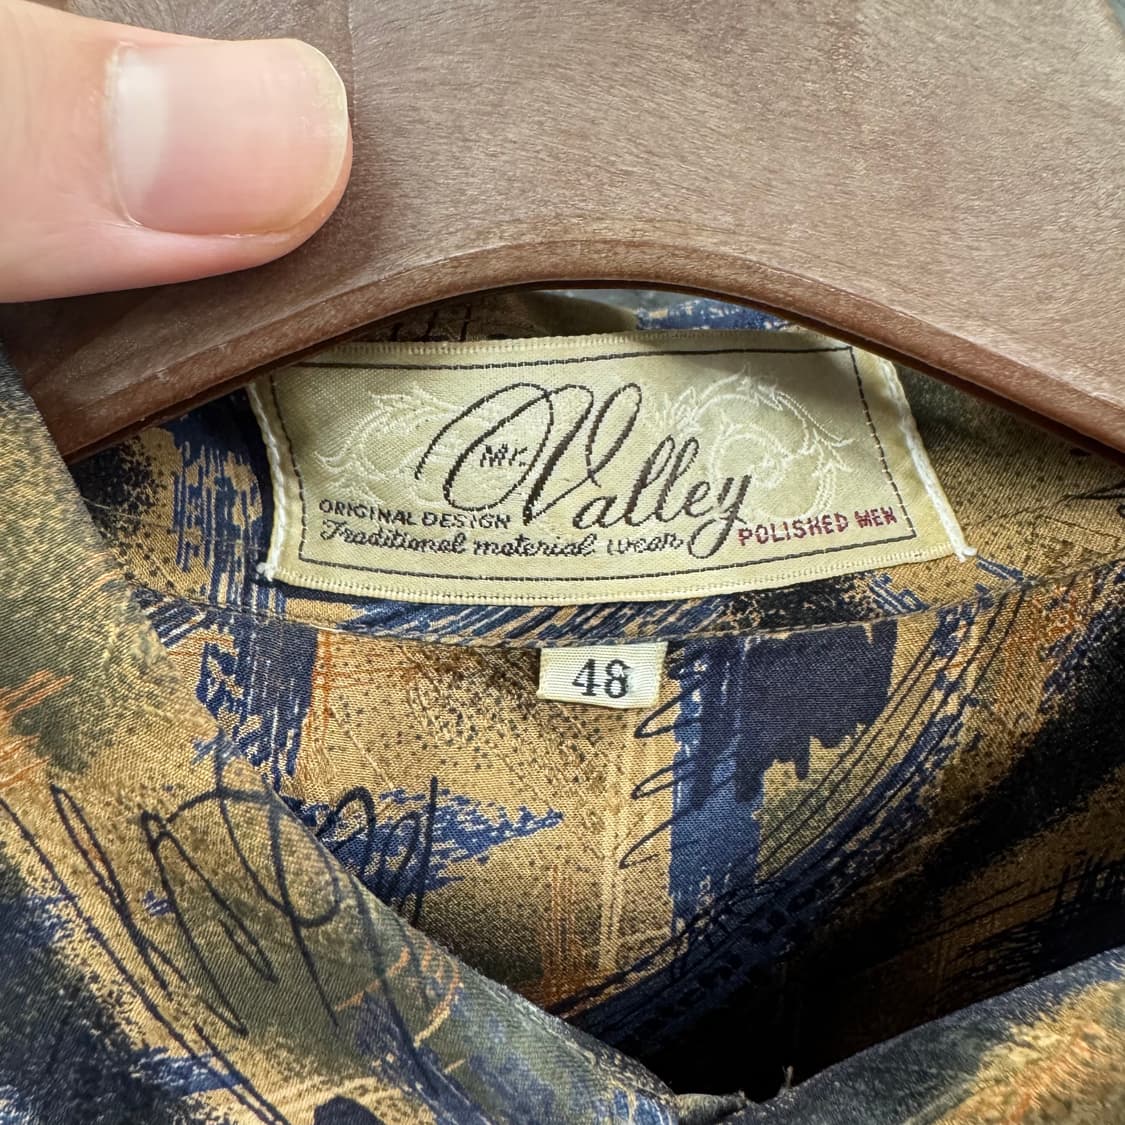 Mr. Valley
ORIGINAL DESIGN
Traditional material wear
POLISHED MEN
48